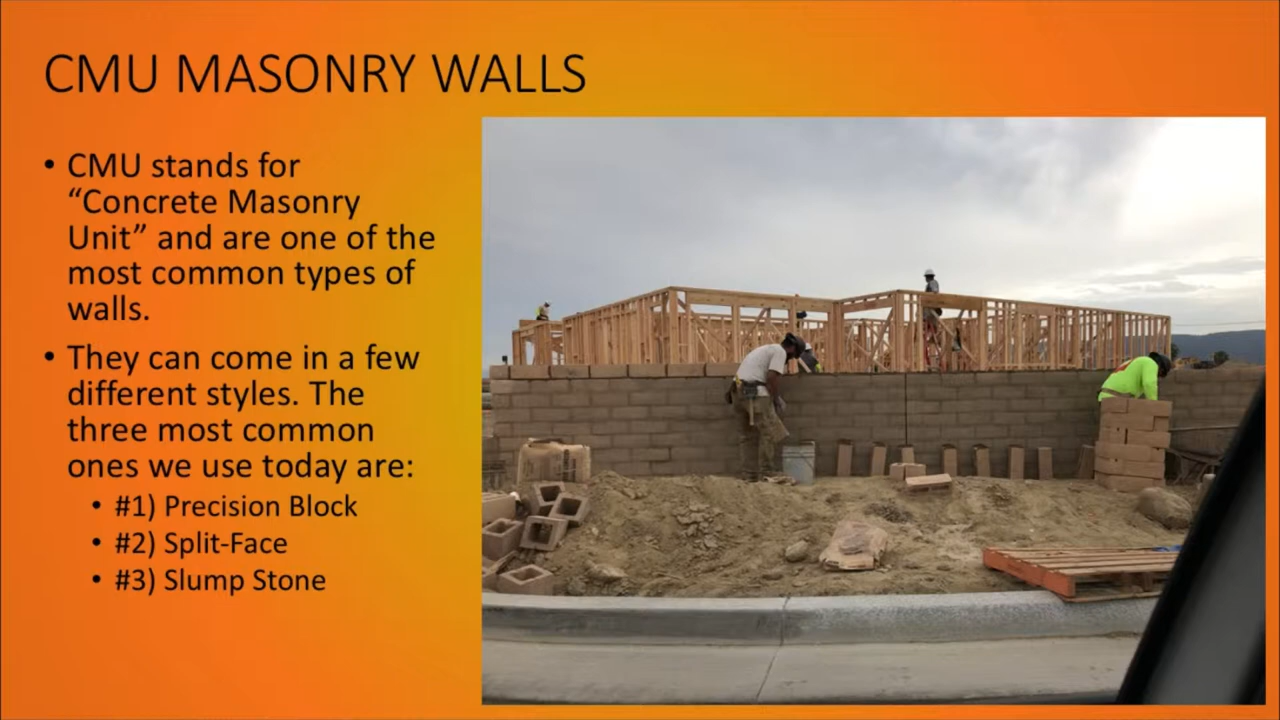 CMU MASONRY WALLS
• CMU stands for
“Concrete Masonry
Unit” and are one of the
most common types of
walls.
• They can come in a few
different styles. The
three most common
ones we use today are:
• #1) Precision Block
• #2) Split-Face
• #3) Slump Stone